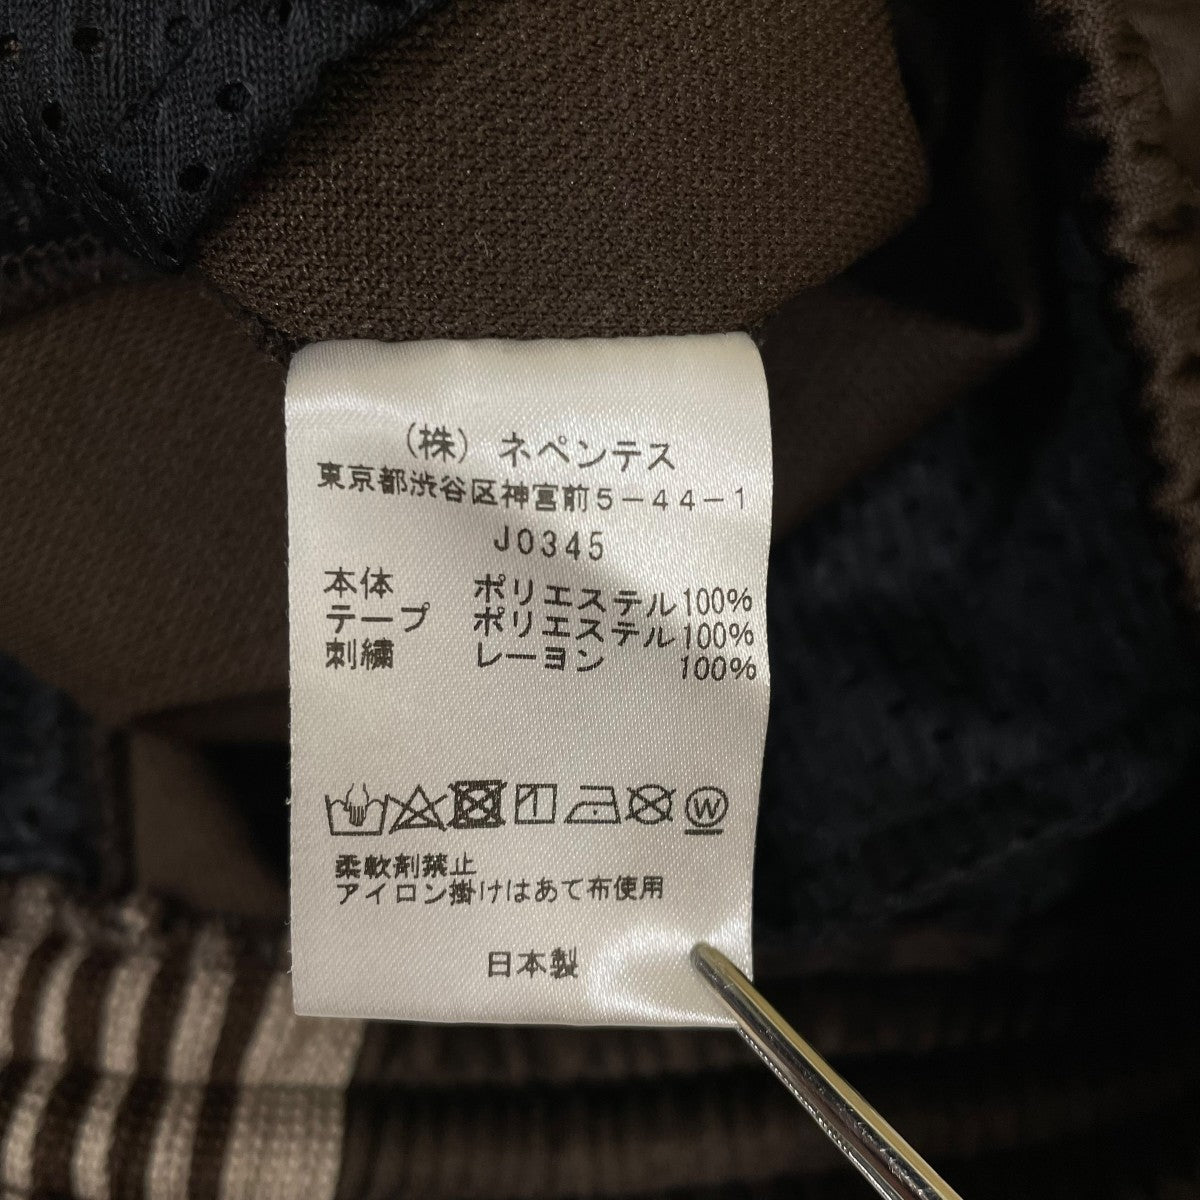 (株) ネペンテス
東京都渋谷区神宮前5-44-1
J0345
本体 ポリエステル100%
テープ ポリエステル100%
刺繍 レーヨン 100%
W
柔軟剤禁止
アイロン掛けはあて布使用
日本製